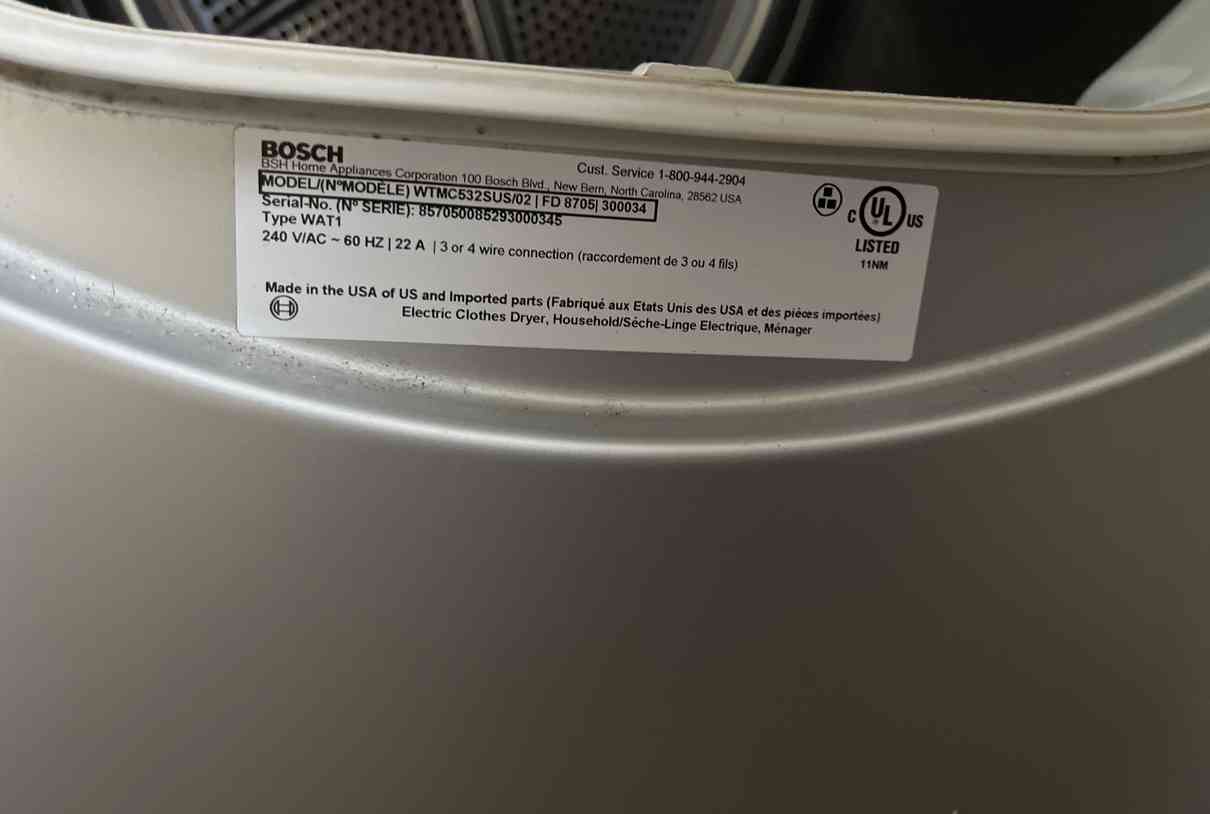 BOSCH
Cust. Service 1-800-944-2904
BSH Home Appliances Corporation 100 Bosch Blvd., New Bern, North Carolina, 28562 USA
MODEL/(N°MODÈLE) WTMC532SUS/02 | FD 8705| 300034
Serial-No. (N° SERIE): 857050085293000345
Type WAT1
240 V/AC ~ 60 HZ | 22 A | 3 or 4 wire connection (raccordement de 3 ou 4 fils)
C UL US
LISTED
11NM
Made in the USA of US and Imported parts (Fabriqué aux Etats Unis des USA et des pièces importées)
Electric Clothes Dryer, Household/Séche-Linge Electrique, Ménager